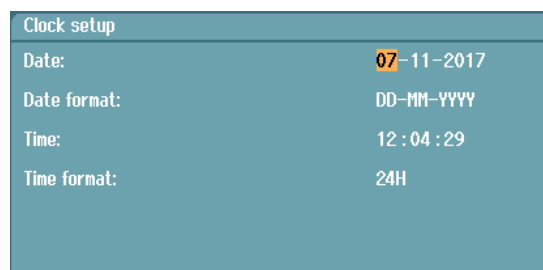 Clock setup
Date: 07-11-2017
Date format: DD-MM-YYYY
Time: 12:04:29
Time format: 24H